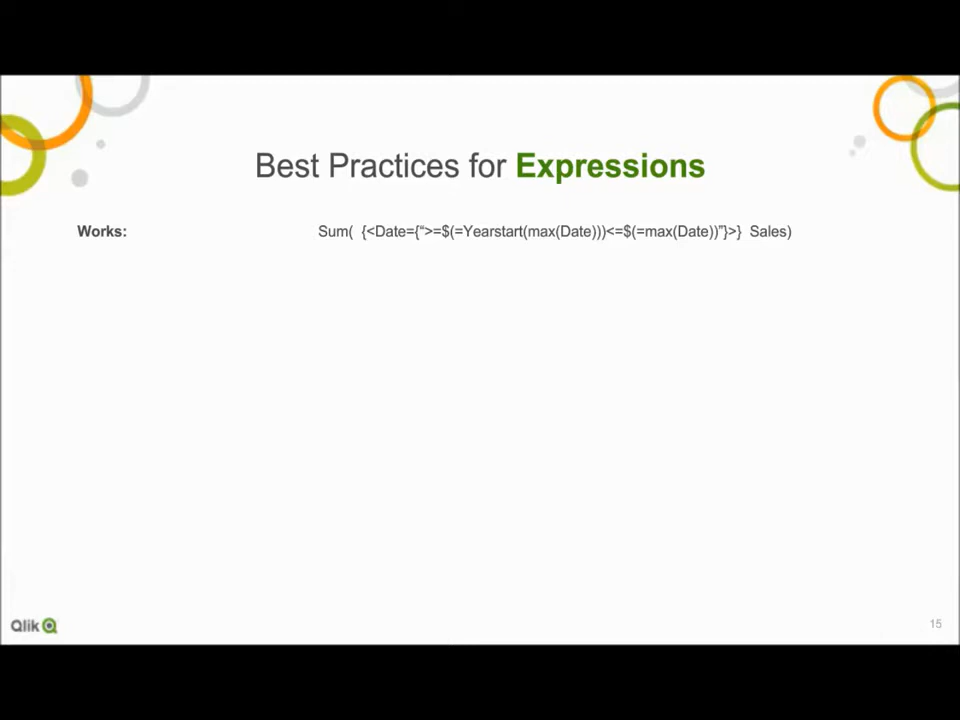 Best Practices for Expressions
Works: Sum( {<Date={“>=$(=Yearstart(max(Date)))<=$(=max(Date))”}>} Sales)
Qlik
15